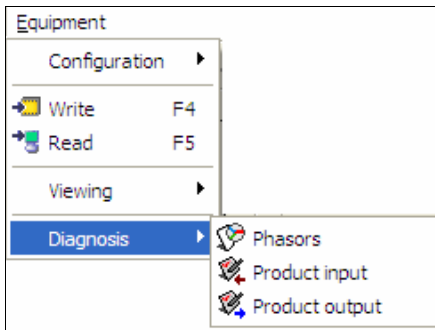 Equipment
Configuration
Write F4
Read F5
Viewing
Diagnosis
Phasors
Product input
Product output